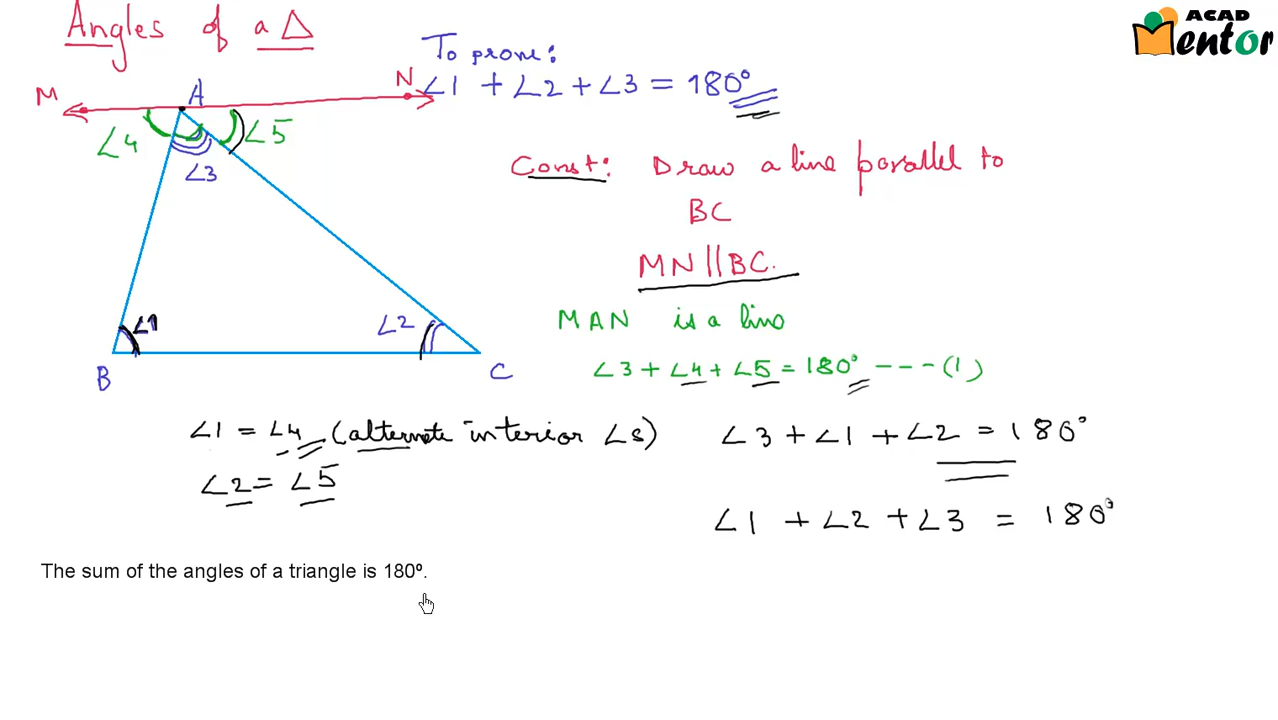 Angles of a Δ
ACAD
Mentor
To prove:
∠1 + ∠2 + ∠3 = 180°
M
A
N
∠4
∠3
∠5
Const: Draw a line parallel to
BC
MN || BC.
MAN is a line
∠1
∠2
B
C
∠3 + ∠4 + ∠5 = 180° ---(1)
∠1 = ∠4 (alternate interior ∠s)
∠2 = ∠5
∠3 + ∠1 + ∠2 = 180°
∠1 + ∠2 + ∠3 = 180°
The sum of the angles of a triangle is 180º.